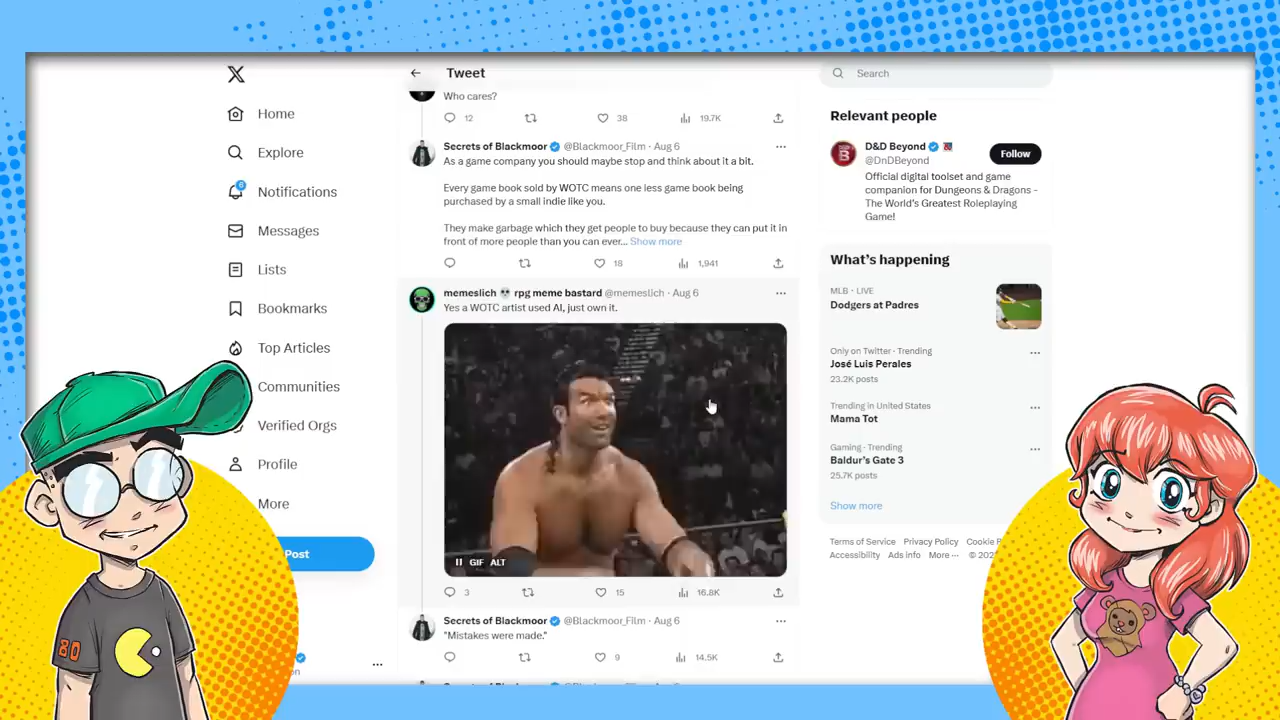 X
Home
Explore
6
Notifications
Messages
Lists
Bookmarks
Top Articles
Communities
Verified Orgs
Profile
More
Post
80
Tweet
Who cares?
12 38 19.7K
Secrets of Blackmoor @Blackmoor_Film · Aug 6
As a game company you should maybe stop and think about it a bit.
Every game book sold by WOTC means one less game book being
purchased by a small indie like you.
They make garbage which they get people to buy because they can put it in
front of more people than you can ever... Show more
18 1,941
memeslich 💀 rpg meme bastard @memeslich · Aug 6
Yes a WOTC artist used AI, just own it.
GIF ALT
3 15 16.8K
Secrets of Blackmoor @Blackmoor_Film · Aug 6
"Mistakes were made."
9 14.5K
Search
Relevant people
D&D Beyond
@DnDBeyond
Follow
Official digital toolset and game
companion for Dungeons & Dragons -
The World's Greatest Roleplaying
Game!
What's happening
MLB · LIVE
Dodgers at Padres
Only on Twitter · Trending
José Luis Perales
23.2K posts
Trending in United States
Mama Tot
Gaming · Trending
Baldur's Gate 3
25.7K posts
Show more
Terms of Service Privacy Policy Cookie
Accessibility Ads info More ··· ©